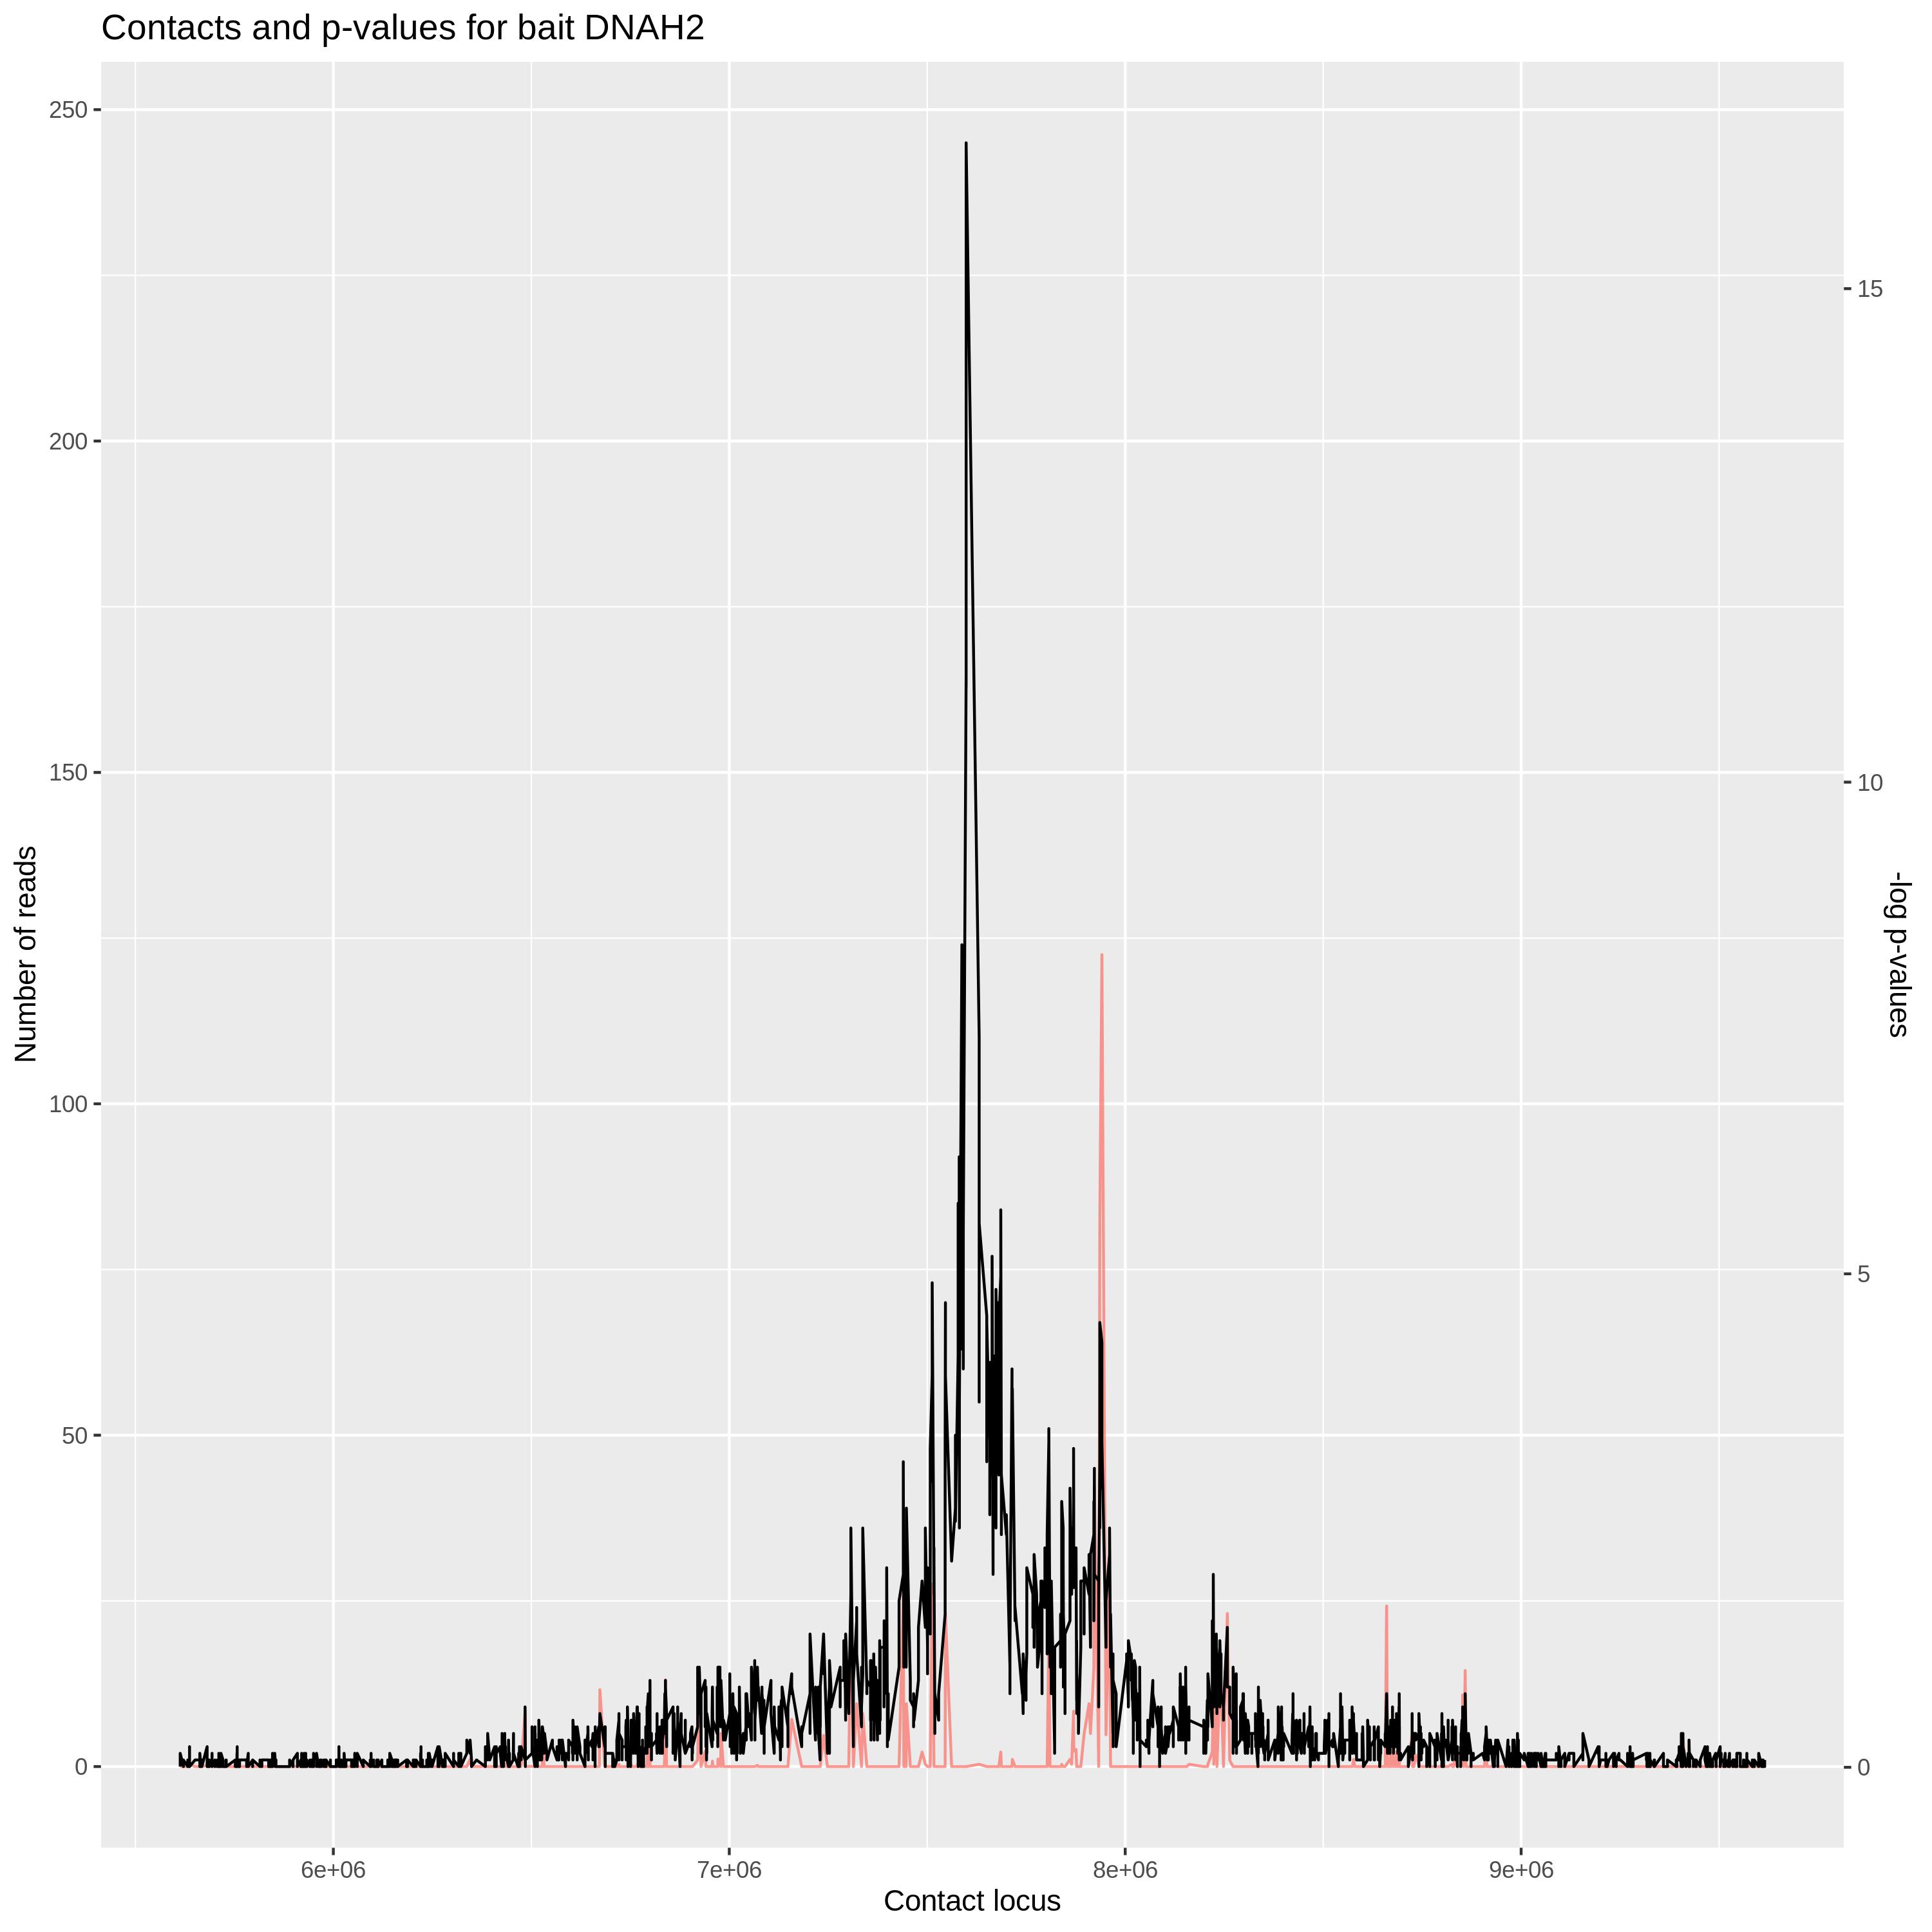 Contacts and p-values for bait DNAH2
250
200
150
100
50
0
Number of reads
15
10
5
0
-log p-values
6e+06
7e+06
8e+06
9e+06
Contact locus